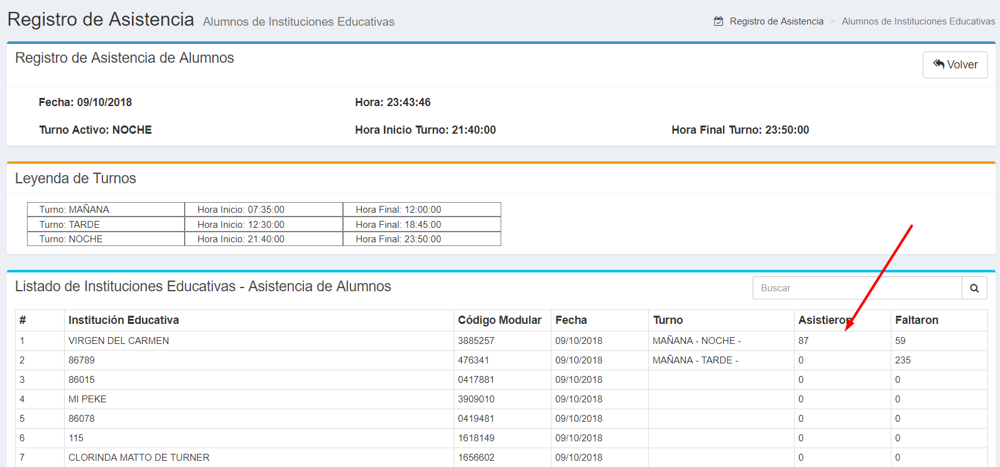 Registro de Asistencia Alumnos de Instituciones Educativas
Registro de Asistencia > Alumnos de Instituciones Educativas
Registro de Asistencia de Alumnos
Volver
Fecha: 09/10/2018 Hora: 23:43:46
Turno Activo: NOCHE Hora Inicio Turno: 21:40:00 Hora Final Turno: 23:50:00
Leyenda de Turnos
Turno: MAÑANA Hora Inicio: 07:35:00 Hora Final: 12:00:00
Turno: TARDE Hora Inicio: 12:30:00 Hora Final: 18:45:00
Turno: NOCHE Hora Inicio: 21:40:00 Hora Final: 23:50:00
Listado de Instituciones Educativas - Asistencia de Alumnos
Buscar
# Institución Educativa Código Modular Fecha Turno Asistieron Faltaron
1 VIRGEN DEL CARMEN 3885257 09/10/2018 MAÑANA - NOCHE - 87 59
2 86789 476341 09/10/2018 MAÑANA - TARDE - 0 235
3 86015 0417881 09/10/2018 0 0
4 MI PEKE 3909010 09/10/2018 0 0
5 86078 0419481 09/10/2018 0 0
6 115 1618149 09/10/2018 0 0
7 CLORINDA MATTO DE TURNER 1656602 09/10/2018 0 0